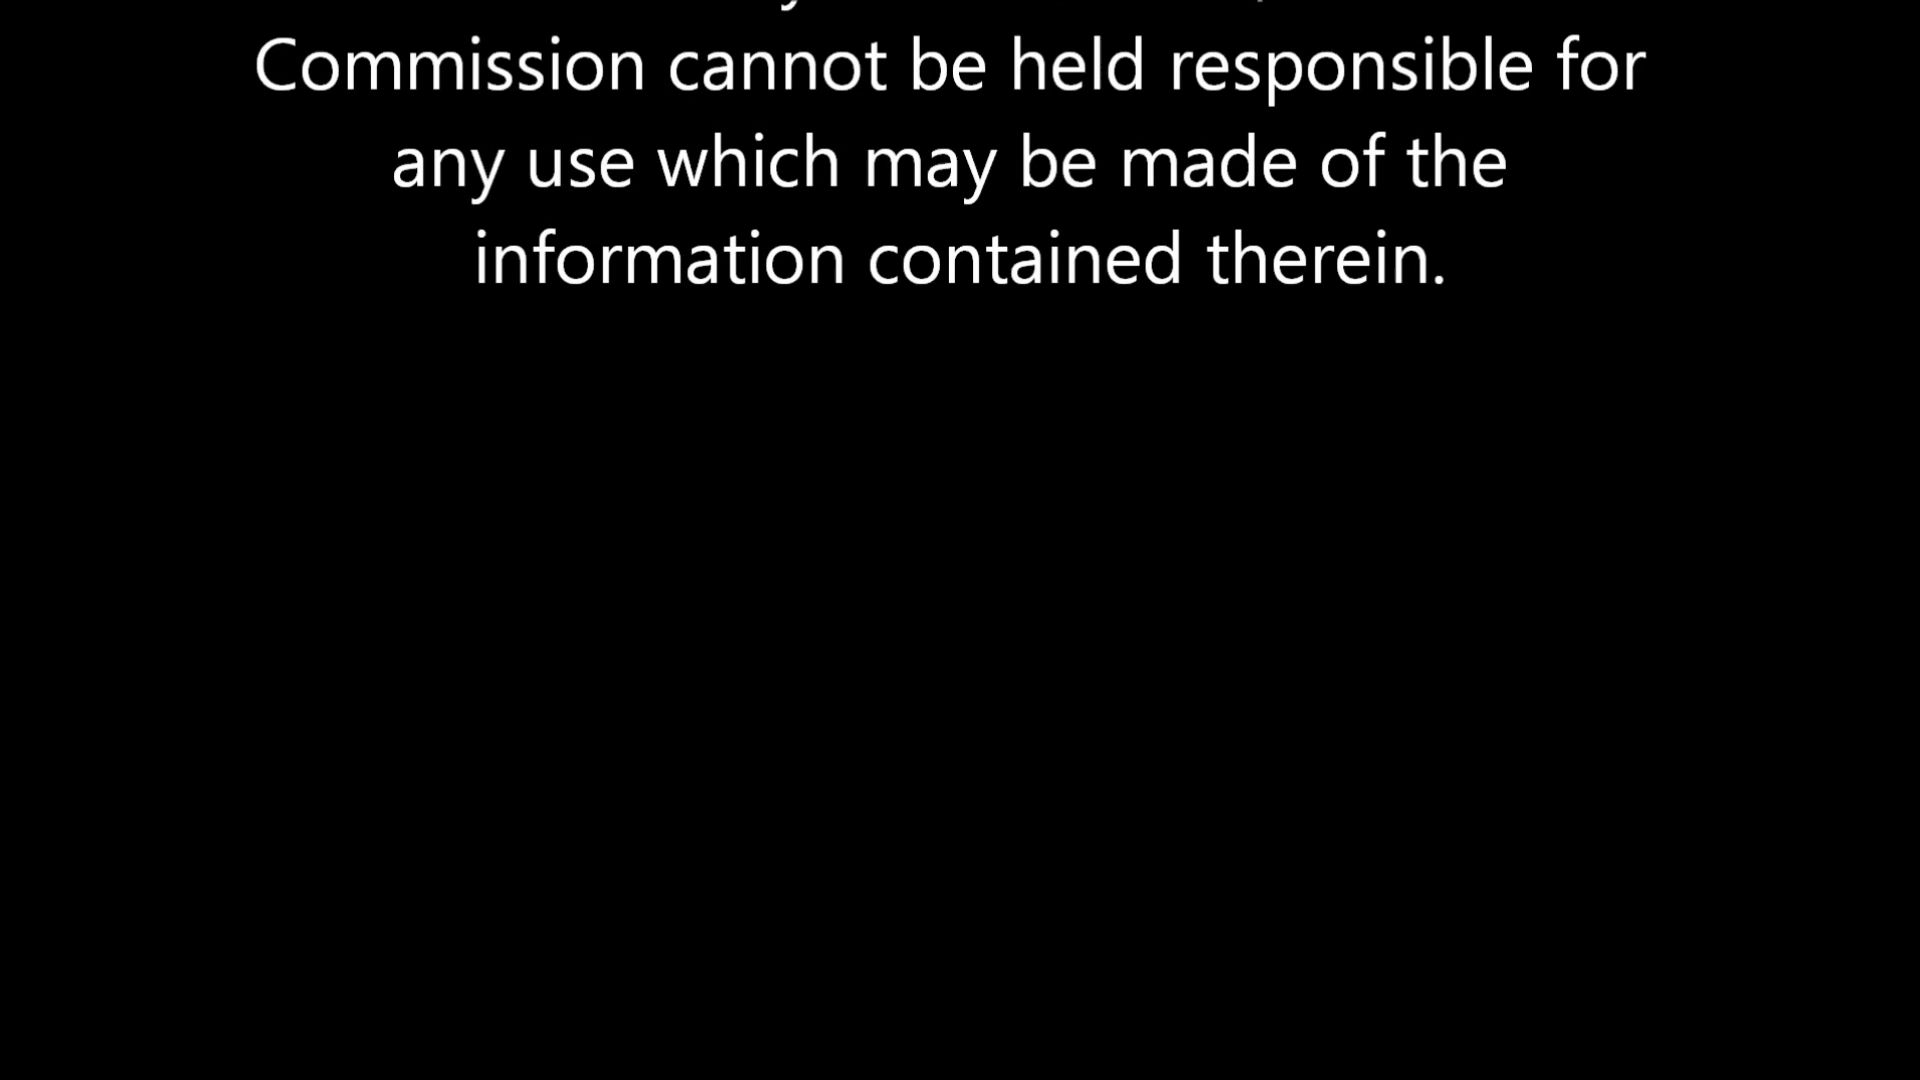 Commission cannot be held responsible for
any use which may be made of the
information contained therein.